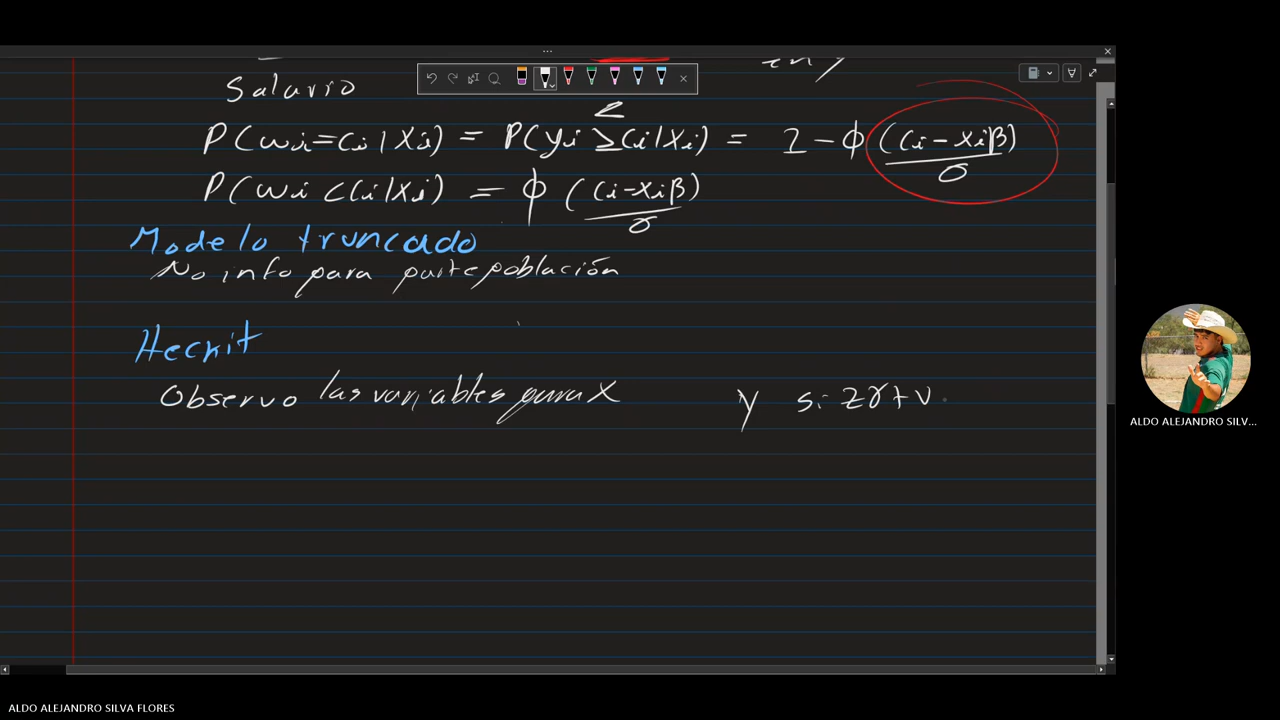 Salario
P(wi=ci|Xi) = P(yi ≥ ci|Xi) = 1 - Φ (ci - xiβ)/σ
P(wi < ci|Xi) = Φ (ci - xiβ)/σ
Modelo truncado
No info para parte población
Heckit
Observo las variables para X y si zγ+v
ALDO ALEJANDRO SILV...
ALDO ALEJANDRO SILVA FLORES